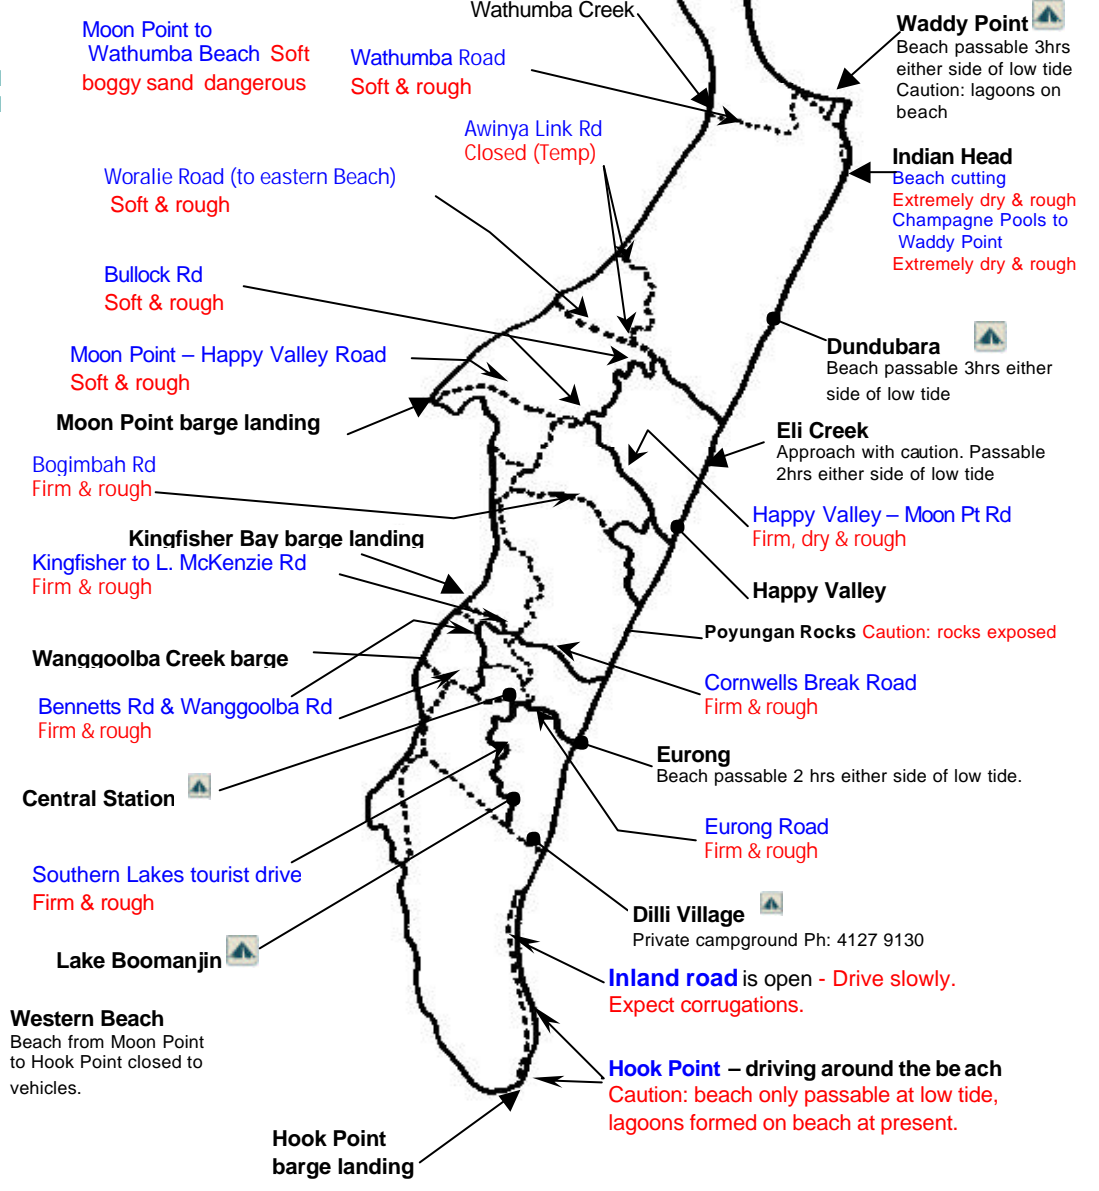 Wathumba Creek
Moon Point to
Wathumba Beach Soft
boggy sand dangerous
Wathumba Road
Soft & rough
Waddy Point
Beach passable 3hrs
either side of low tide
Caution: lagoons on
beach
Awinya Link Rd
Closed (Temp)
Indian Head
Beach cutting
Extremely dry & rough
Champagne Pools to
Waddy Point
Extremely dry & rough
Woralie Road (to eastern Beach)
Soft & rough
Bullock Rd
Soft & rough
Dundubara
Beach passable 3hrs either
side of low tide
Moon Point – Happy Valley Road
Soft & rough
Moon Point barge landing
Eli Creek
Approach with caution. Passable
2hrs either side of low tide
Bogimbah Rd
Firm & rough
Happy Valley – Moon Pt Rd
Firm, dry & rough
Kingfisher Bay barge landing
Kingfisher to L. McKenzie Rd
Firm & rough
Happy Valley
Poyungan Rocks Caution: rocks exposed
Wanggoolba Creek barge
Cornwells Break Road
Firm & rough
Bennetts Rd & Wanggoolba Rd
Firm & rough
Eurong
Beach passable 2 hrs either side of low tide.
Central Station
Eurong Road
Firm & rough
Southern Lakes tourist drive
Firm & rough
Dilli Village
Private campground Ph: 4127 9130
Lake Boomanjin
Inland road is open - Drive slowly.
Expect corrugations.
Western Beach
Beach from Moon Point
to Hook Point closed to
vehicles.
Hook Point – driving around the be ach
Caution: beach only passable at low tide,
lagoons formed on beach at present.
Hook Point
barge landing